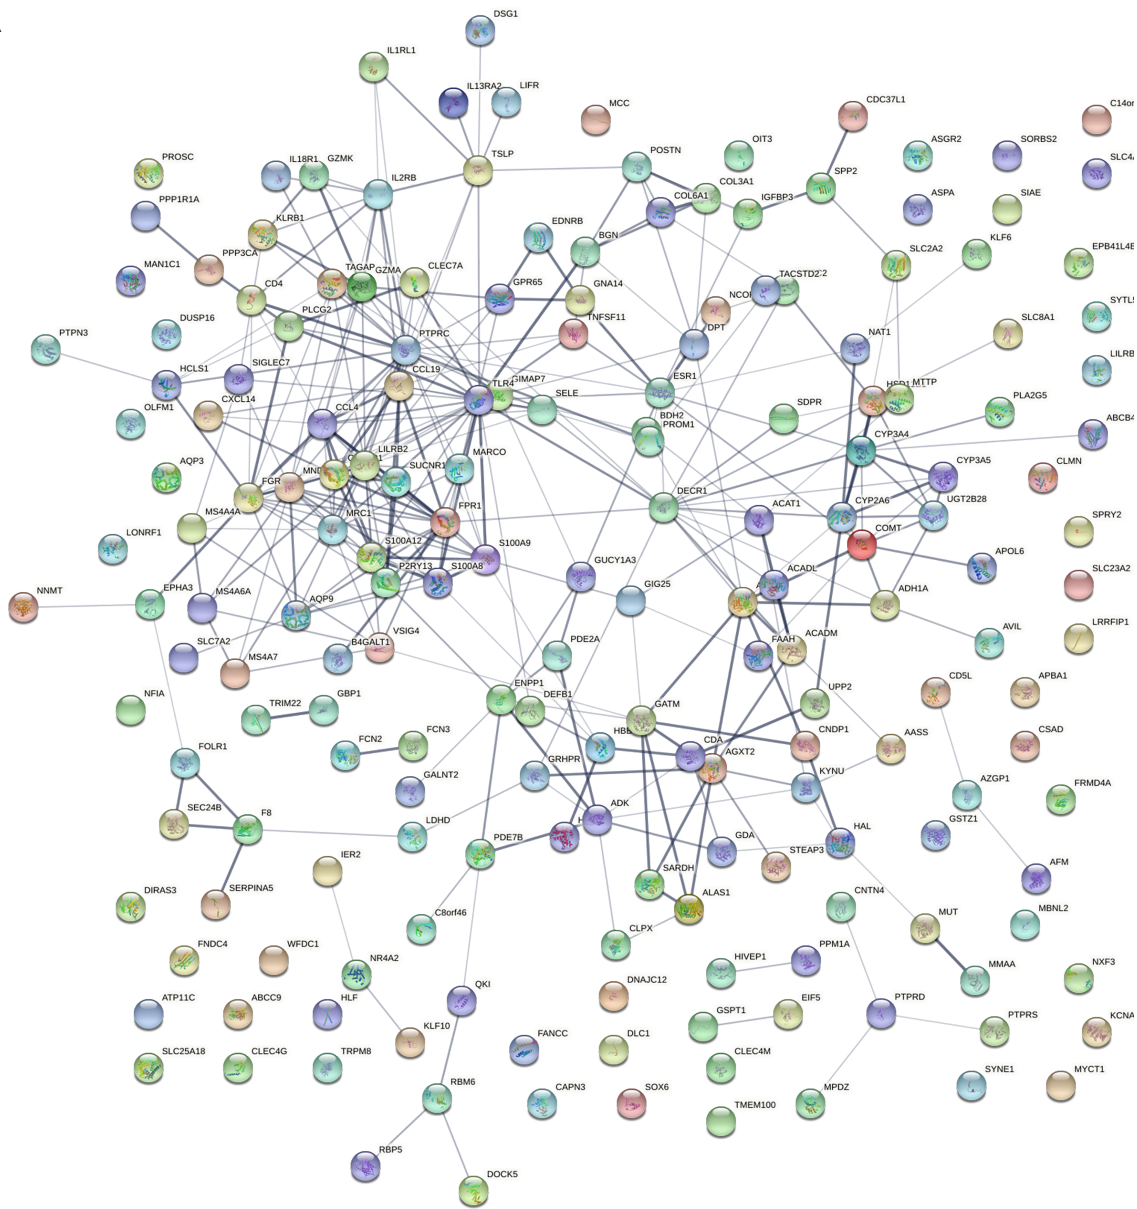 DSG1
IL1RL1
IL13RA2
LIFR
MCC
CDC37L1
C14or
OIT3
ASGR2
SORBS2
SLC4A
PROSC
IL18R1
GZMK
TSLP
POSTN
SPP2
IL2RB
COL3A1
COL6A1
IGFBP3
ASPA
SIAE
PPP1R1A
KLRB1
EDNRB
BGN
SLC2A2
KLF6
EPB41L4B
MAN1C1
PPP3CA
TAGAP
GZMA
CLEC7A
TACSTD2
CD4
GPR65
GNA14
PLCG2
TNFSF11
SYTL5
PTPN3
DUSP16
PTPRC
DPT
NAT1
SLC8A1
HCLS1
SIGLEC7
CCL19
ESR1
LILRB
TLR4
GIMAP7
SELE
MTTP
OLFM1
CXCL14
CCL4
BDH2
PROM1
SDPR
PLA2G5
ABCB4
AQP3
LILRB2
SUCNR1
MARCO
CYP3A4
CYP3A5
CLMN
FGR
MS4A4A
MRC1
FPR1
DECR1
ACAT1
CYP2A6
UGT2B28
SPRY2
LONRF1
S100A12
S100A9
COMT
APOL6
P2RY13
S100A8
GUCY1A3
GIG25
ACADL
ADH1A
SLC23A2
NNMT
EPHA3
MS4A6A
AQP9
VSIG4
B4GALT1
SLC7A2
MS4A7
PDE2A
FAAH
ACADM
AVIL
LRRFIP1
NFIA
TRIM22
GBP1
ENPP1
DEFB1
GATM
UPP2
CD5L
APBA1
FCN2
FCN3
CDA
CNDP1
AASS
CSAD
FOLR1
GALNT2
GRHPR
AGXT2
KYNU
AZGP1
FRMD4A
SEC24B
F8
LDHD
ADK
GDA
HAL
GSTZ1
IER2
PDE7B
STEAP3
AFM
SARDH
DIRAS3
SERPINA5
ALAS1
CNTN4
MBNL2
C8orf46
CLPX
MUT
FNDC4
WFDC1
NR4A2
HIVEP1
PPM1A
MMAA
NXF3
ATP11C
ABCC9
HLF
QKI
DNAJC12
GSPT1
EIF5
PTPRD
PTPRS
KCNA
KLF10
FANCC
DLC1
SLC25A18
CLEC4G
TRPM8
CLEC4M
SYNE1
MYCT1
RBM6
CAPN3
SOX6
MPDZ
TMEM100
RBP5
DOCK5